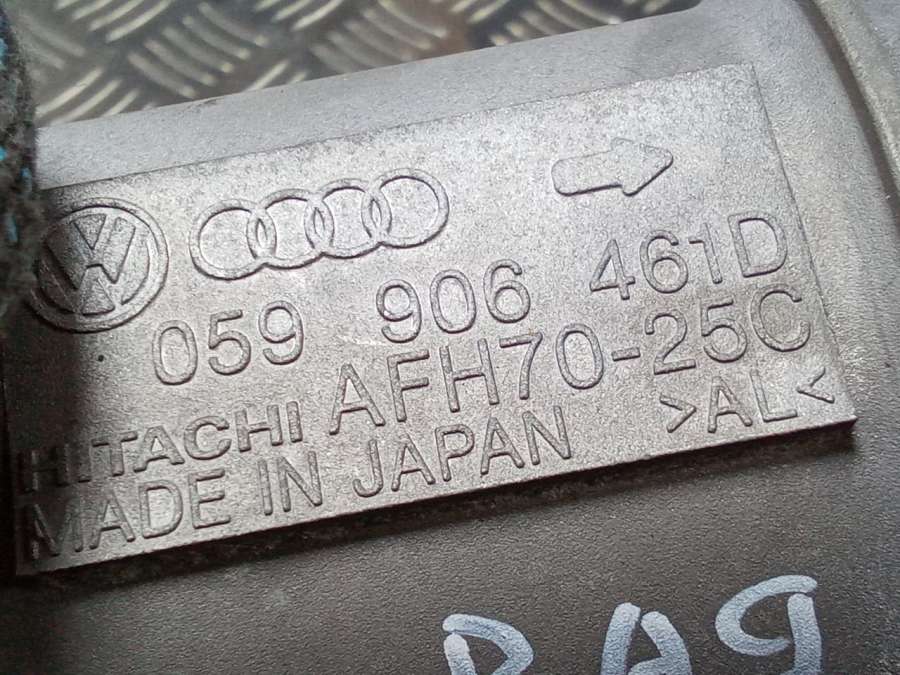 059 906 461D
HITACHI AFH70-25C
MADE IN JAPAN >AL<